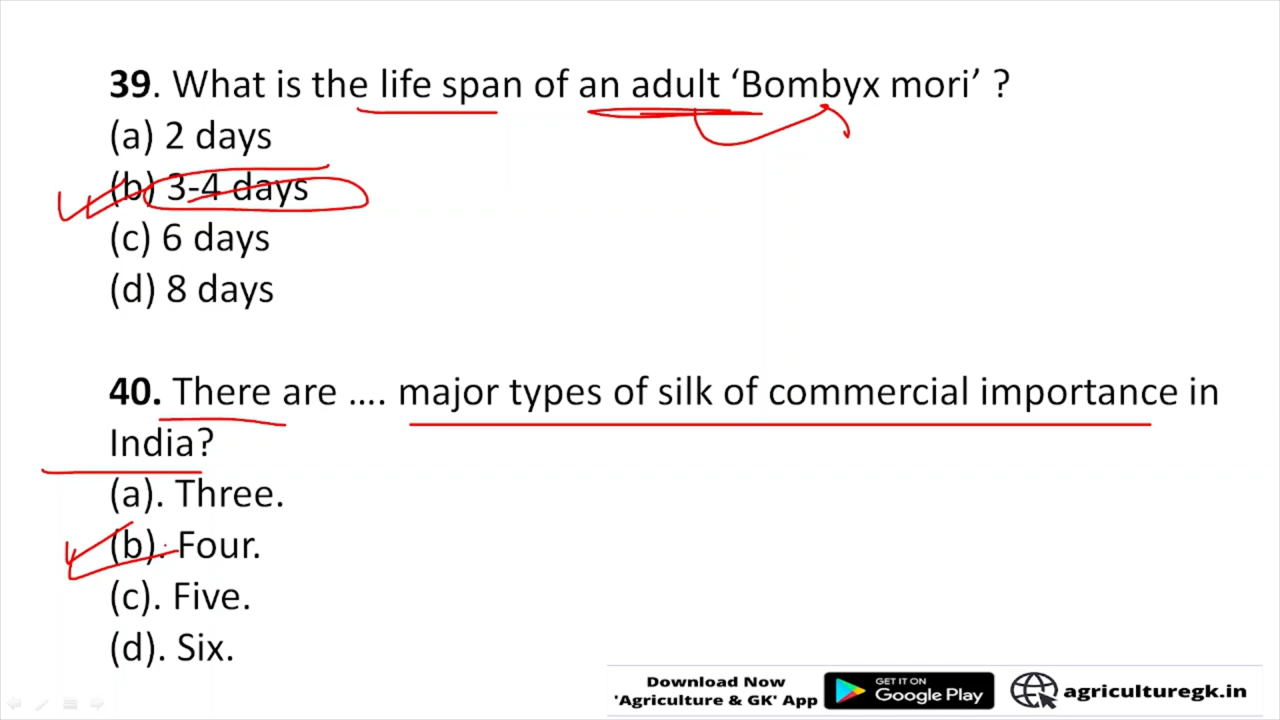 39. What is the life span of an adult ‘Bombyx mori’ ?
(a) 2 days
(b) 3-4 days
(c) 6 days
(d) 8 days
40. There are .... major types of silk of commercial importance in
India?
(a). Three.
(b). Four.
(c). Five.
(d). Six.
Download Now
'Agriculture & GK' App
GET IT ON
Google Play
agriculturegk.in